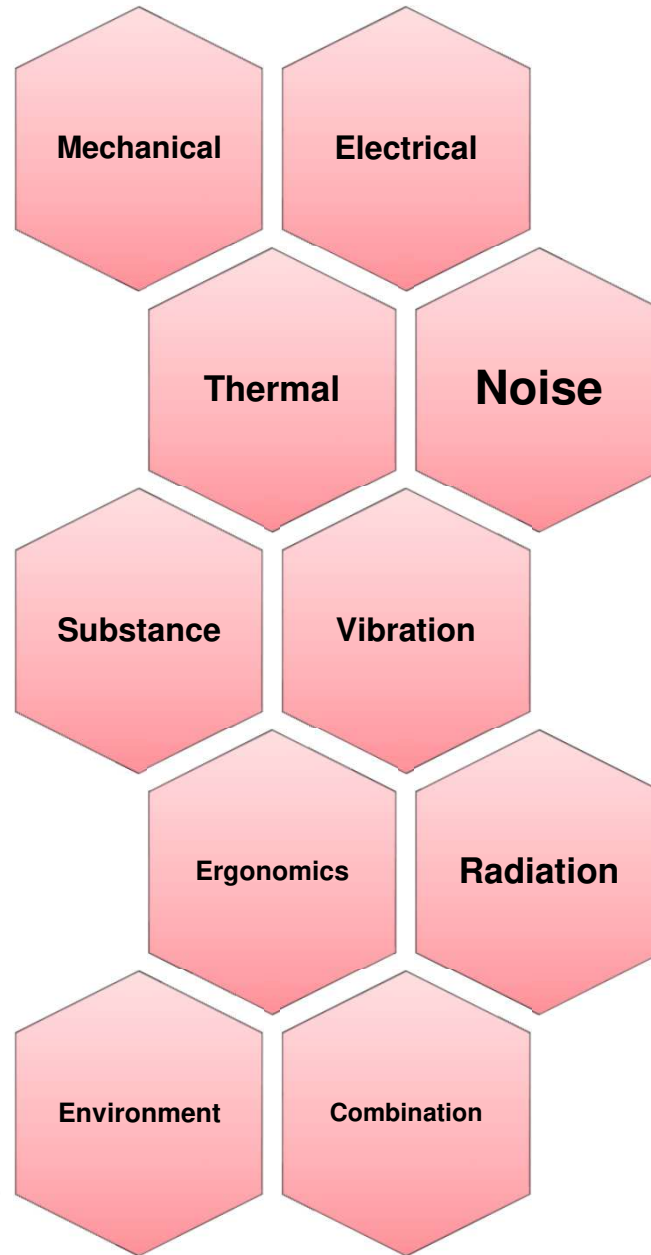 Mechanical
Electrical
Thermal
Noise
Substance
Vibration
Ergonomics
Radiation
Environment
Combination